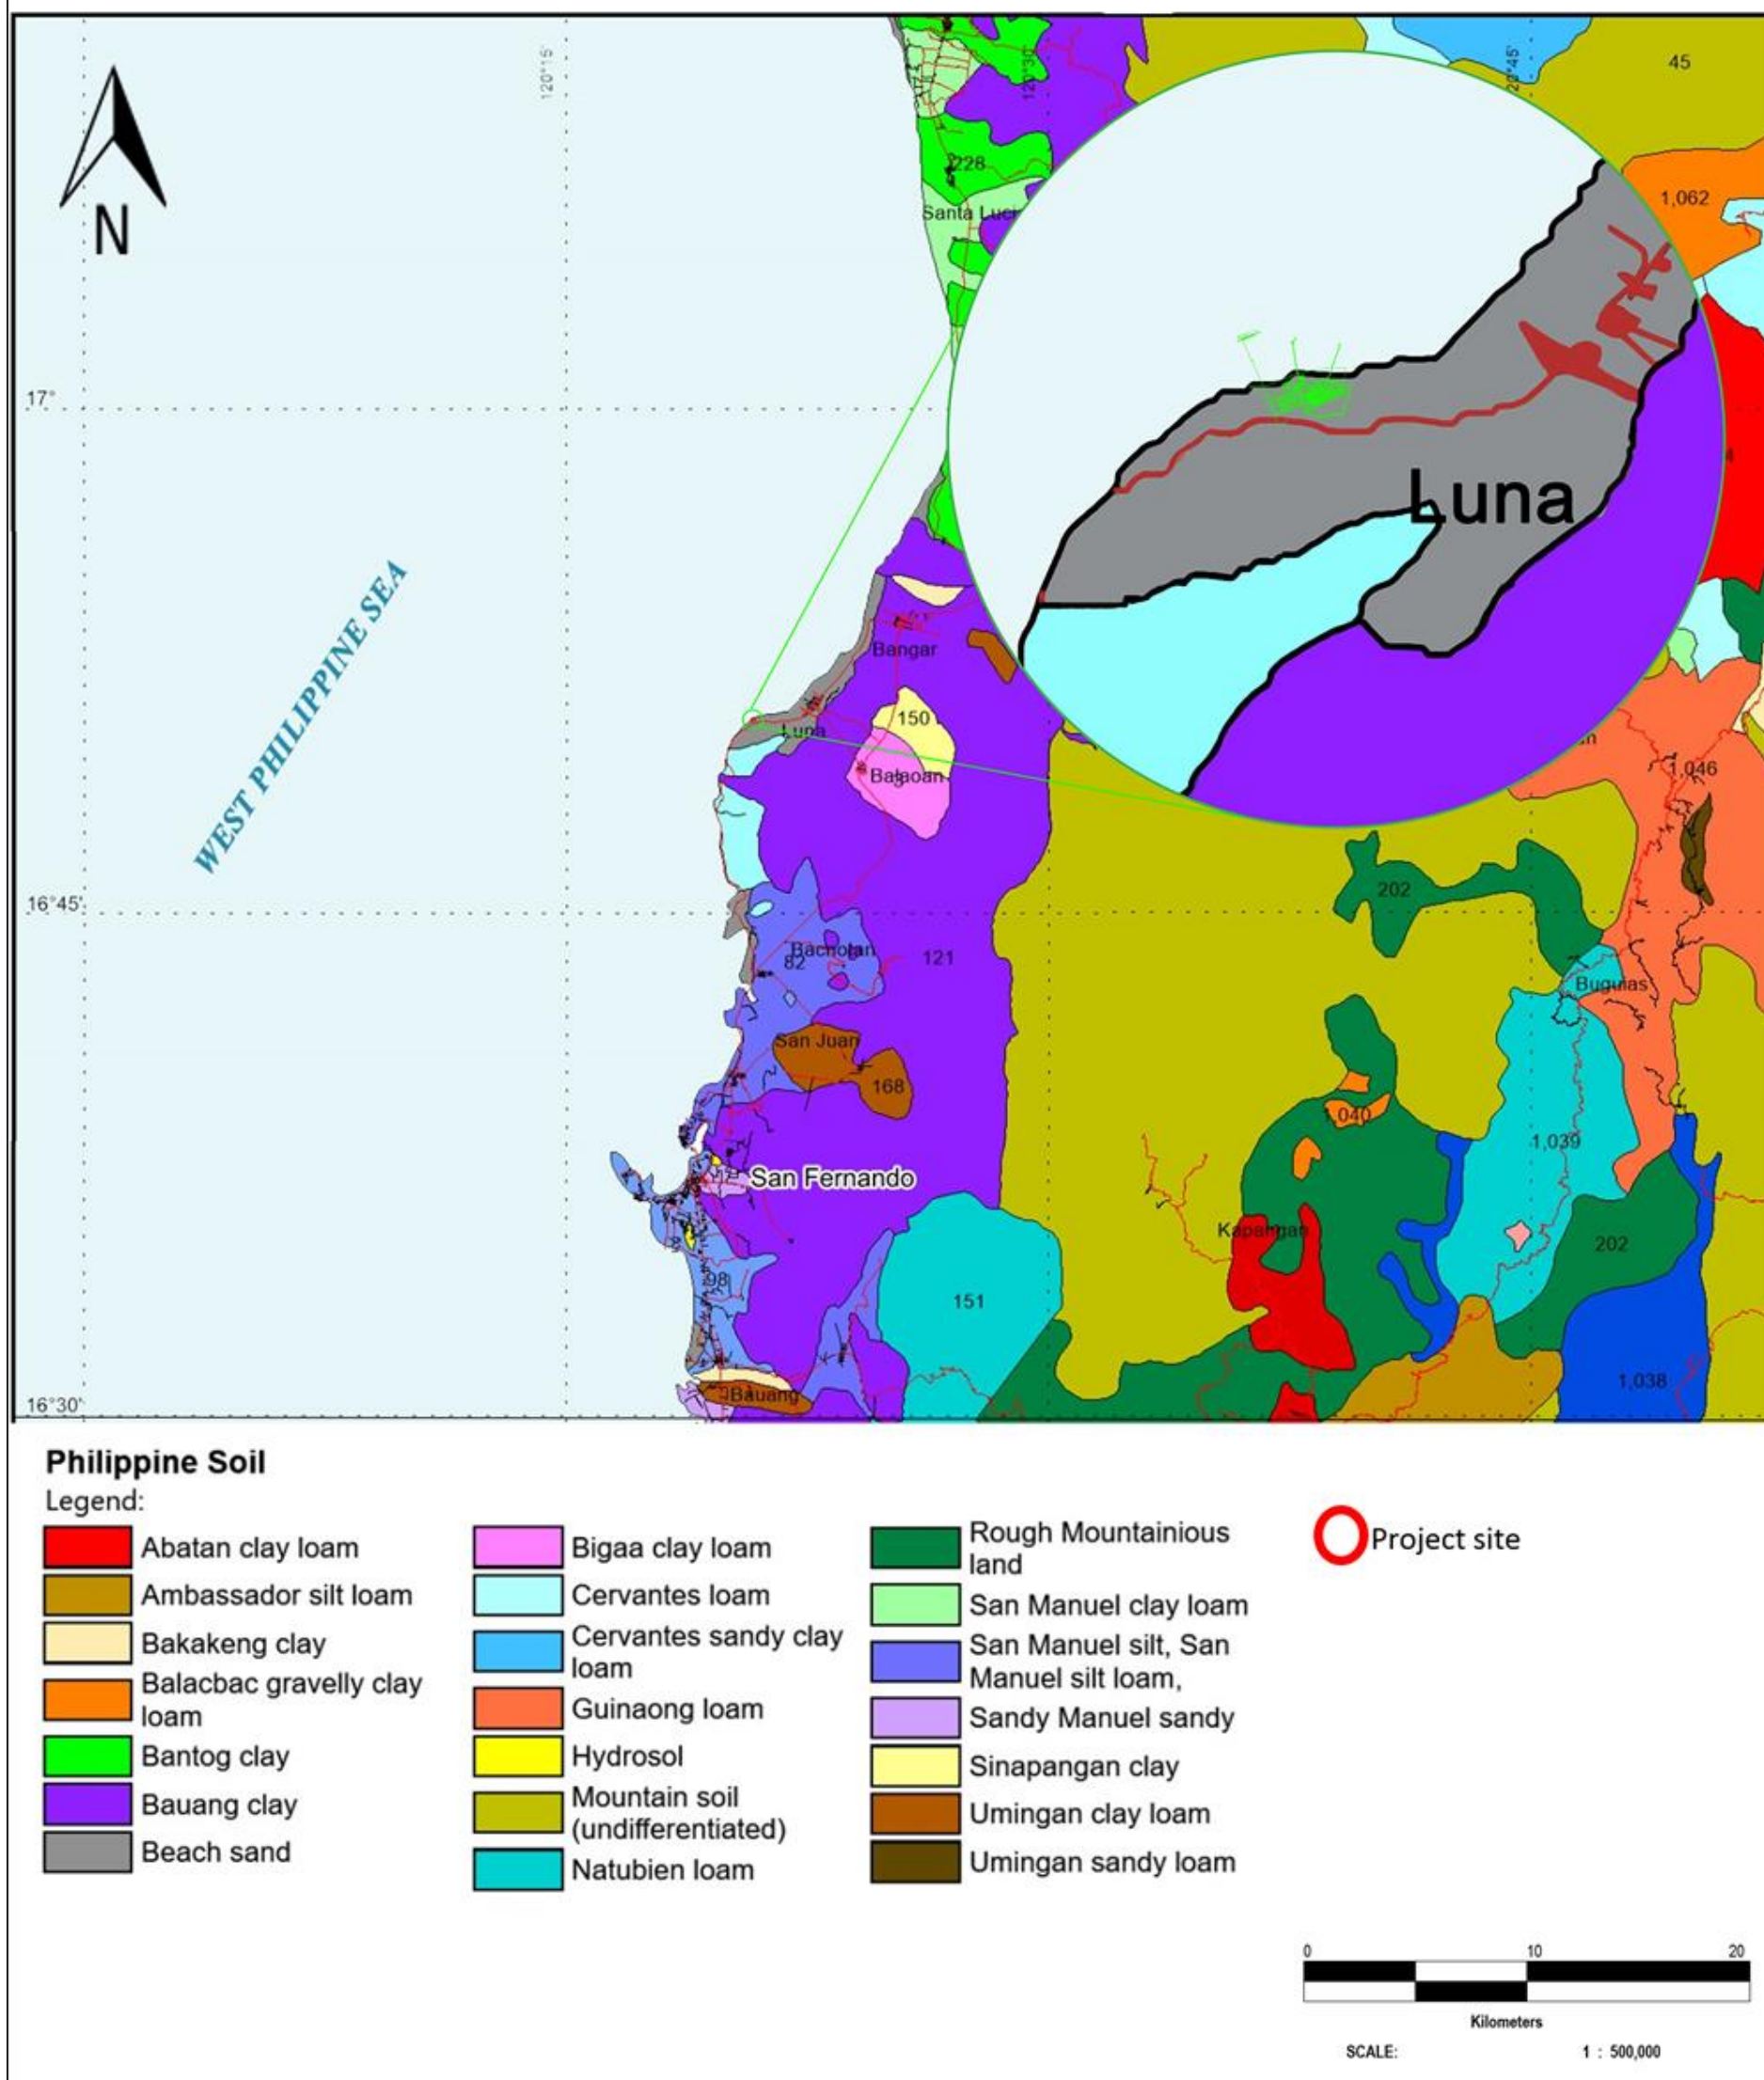 120°15'
120°30'
45
N
228
1,062
Santa Luci
17°
Luna
WEST PHILIPPINE SEA
Bangar
150
Luna
Balaoan
1,046
202
16°45'
Bacnotan
82
121
Buguias
San Juan
168
1,040
1,039
San Fernando
Kapangan
202
98
151
1,038
Bauang
16°30'
Philippine Soil
Legend:
Abatan clay loam
Ambassador silt loam
Bakakeng clay
Balacbac gravelly clay
loam
Bantog clay
Bauang clay
Beach sand
Bigaa clay loam
Cervantes loam
Cervantes sandy clay
loam
Guinaong loam
Hydrosol
Mountain soil
(undifferentiated)
Natubien loam
Rough Mountainious
land
San Manuel clay loam
San Manuel silt, San
Manuel silt loam,
Sandy Manuel sandy
Sinapangan clay
Umingan clay loam
Umingan sandy loam
Project site
0 10 20
Kilometers
SCALE: 1 : 500,000